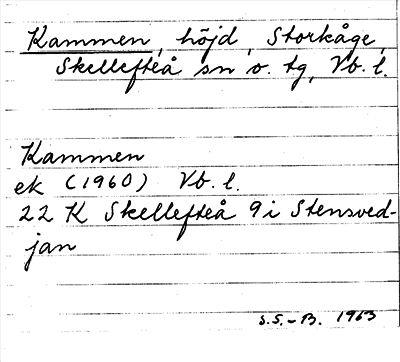 Kammen, höjd, Storkåge,
Skellefteå sn o. tg, Vb. l.
Kammen
ek (1960) Vb. l.
22 K Skellefteå 9i Stensved-
jan
S.S.-B. 1963